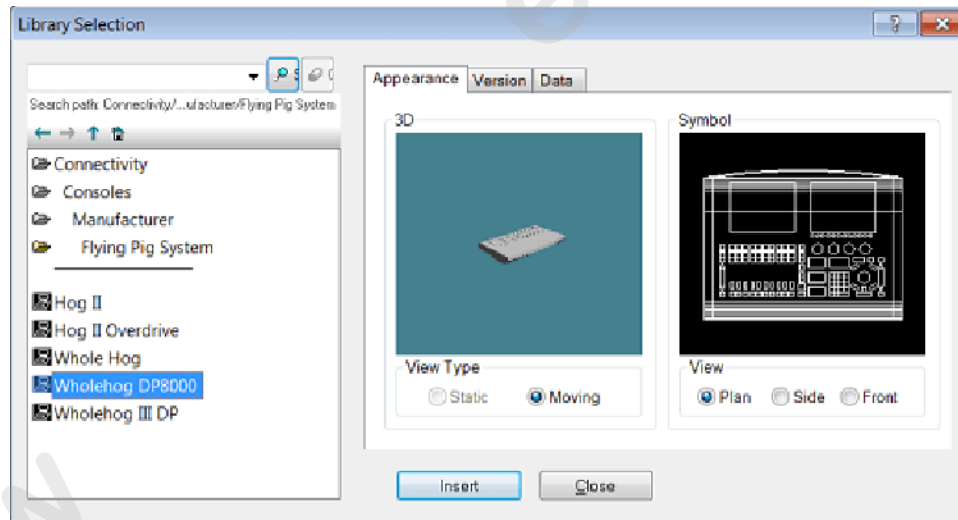 Library Selection
Search path: Connectivity/...ufacturer/Flying Pig System
Connectivity
Consoles
Manufacturer
Flying Pig System
Hog II
Hog II Overdrive
Whole Hog
Wholehog DP8000
Wholehog III DP
Appearance Version Data
3D
View Type
Static Moving
Symbol
View
Plan Side Front
Insert Close